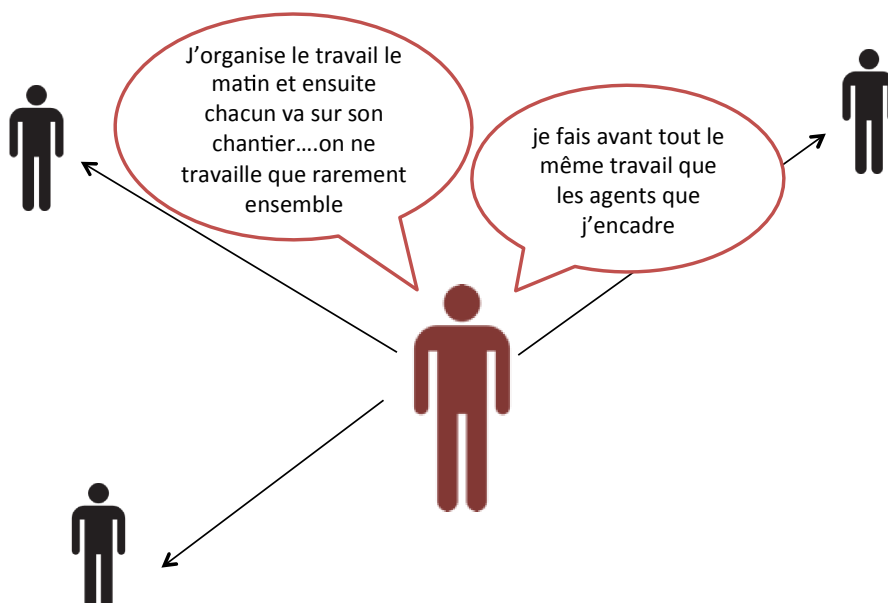 J’organise le travail le
matin et ensuite
chacun va sur son
chantier....on ne
travaille que rarement
ensemble
je fais avant tout le
même travail que
les agents que
j’encadre